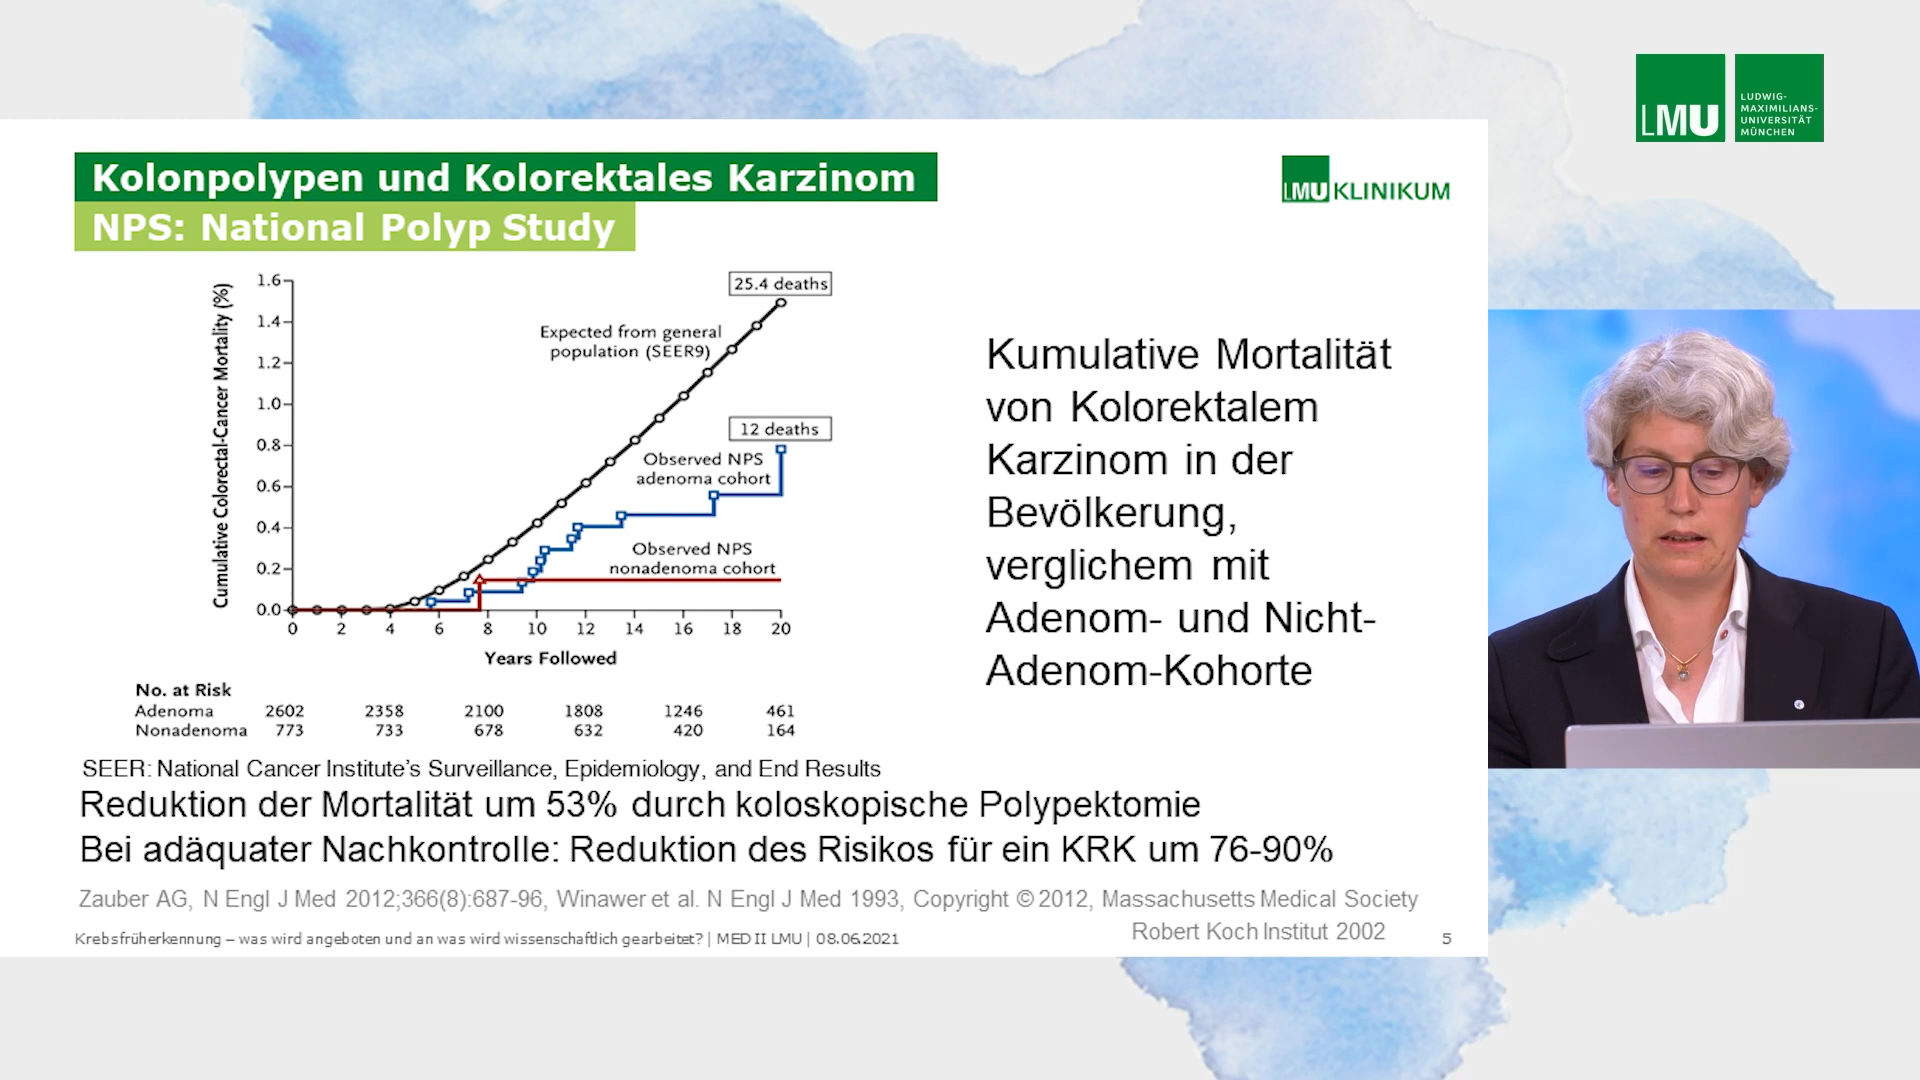 LMU
LUDWIG-
MAXIMILIANS-
UNIVERSITÄT
MÜNCHEN
Kolonpolypen und Kolorektales Karzinom
NPS: National Polyp Study
LMU KLINIKUM
Cumulative Colorectal-Cancer Mortality (%)
1.6
1.4
1.2
1.0
0.8
0.6
0.4
0.2
0.0
25.4 deaths
Expected from general
population (SEER9)
12 deaths
Observed NPS
adenoma cohort
Observed NPS
nonadenoma cohort
0 2 4 6 8 10 12 14 16 18 20
Years Followed
No. at Risk
Adenoma 2602 2358 2100 1808 1246 461
Nonadenoma 773 733 678 632 420 164
Kumulative Mortalität
von Kolorektalem
Karzinom in der
Bevölkerung,
verglichem mit
Adenom- und Nicht-
Adenom-Kohorte
SEER: National Cancer Institute's Surveillance, Epidemiology, and End Results
Reduktion der Mortalität um 53% durch koloskopische Polypektomie
Bei adäquater Nachkontrolle: Reduktion des Risikos für ein KRK um 76-90%
Zauber AG, N Engl J Med 2012;366(8):687-96, Winawer et al. N Engl J Med 1993, Copyright © 2012, Massachusetts Medical Society
Robert Koch Institut 2002
Krebsfrüherkennung – was wird angeboten und an was wird wissenschaftlich gearbeitet? | MED II LMU | 08.06.2021
5